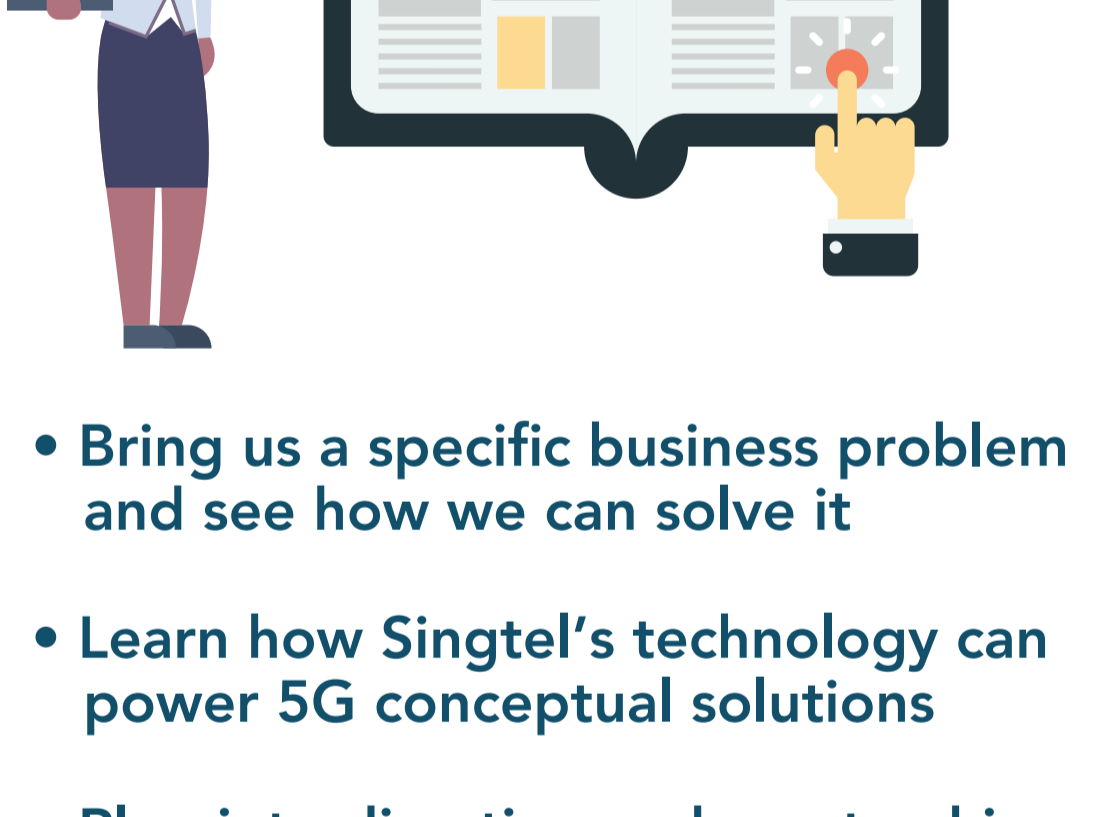 • Bring us a specific business problem
and see how we can solve it
• Learn how Singtel’s technology can
power 5G conceptual solutions